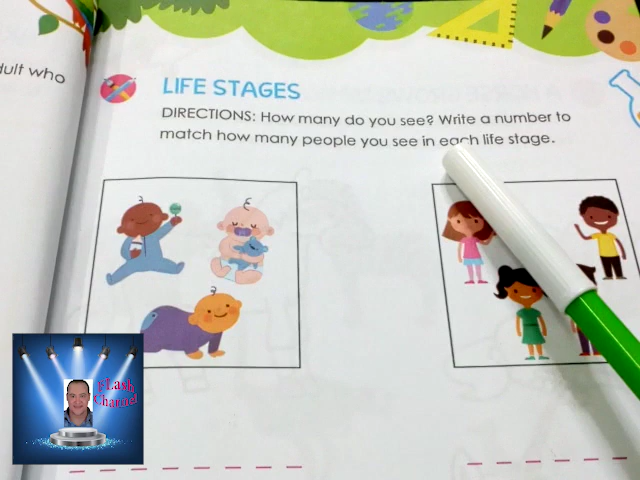 dult who
LIFE STAGES
DIRECTIONS: How many do you see? Write a number to
match how many people you see in each life stage.
Lash
Channel